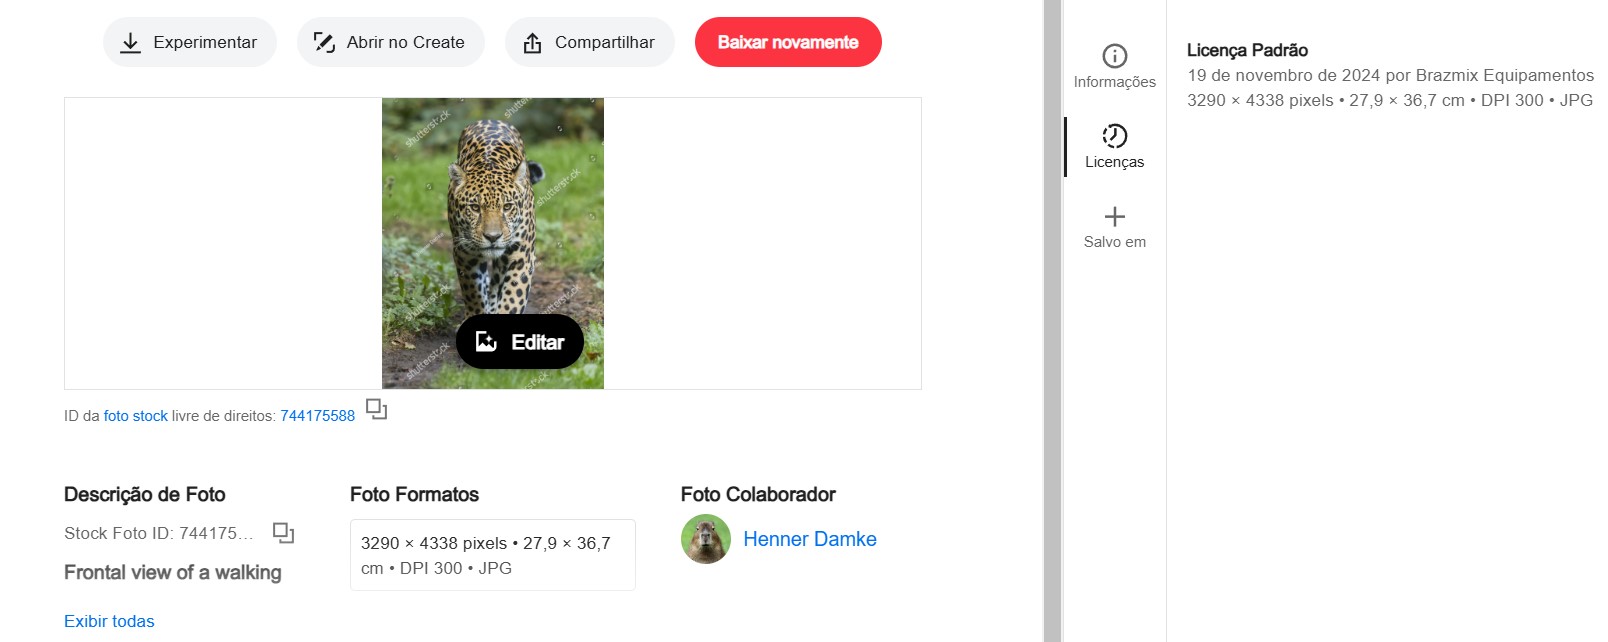 Experimentar
Abrir no Create
Compartilhar
Baixar novamente
shutterstock
shutterstock
shutterstock
shutterstock
shutterstock
shutterstock
Editar
ID da foto stock livre de direitos: 744175588
Descrição de Foto
Stock Foto ID: 744175…
Frontal view of a walking
Exibir todas
Foto Formatos
3290 × 4338 pixels • 27,9 × 36,7
cm • DPI 300 • JPG
Foto Colaborador
Henner Damke
Informações
Licenças
Salvo em
Licença Padrão
19 de novembro de 2024 por Brazmix Equipamentos
3290 × 4338 pixels • 27,9 × 36,7 cm • DPI 300 • JPG